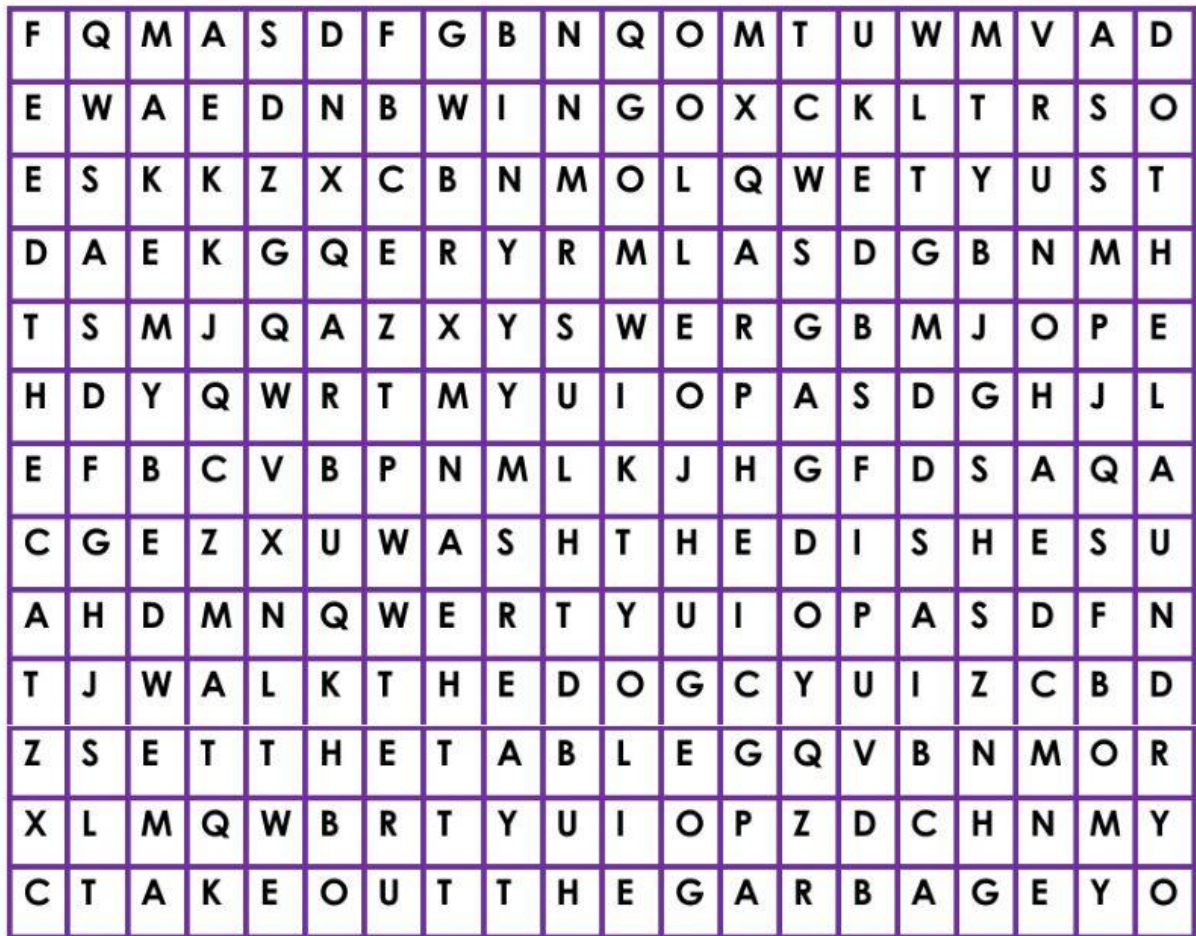 F Q M A S D F G B N Q O M T U W M V A D
E W A E D N B W I N G O X C K L T R S O
E S K K Z X C B N M O L Q W E T Y U S T
D A E K G Q E R Y R M L A S D G B N M H
T S M J Q A Z X Y S W E R G B M J O P E
H D Y Q W R T M Y U I O P A S D G H J L
E F B C V B P N M L K J H G F D S A Q A
C G E Z X U W A S H T H E D I S H E S U
A H D M N Q W E R T Y U I O P A S D F N
T J W A L K T H E D O G C Y U I Z C B D
Z S E T T H E T A B L E G Q V B N M O R
X L M Q W B R T Y U I O P Z D C H N M Y
C T A K E O U T T H E G A R B A G E Y O